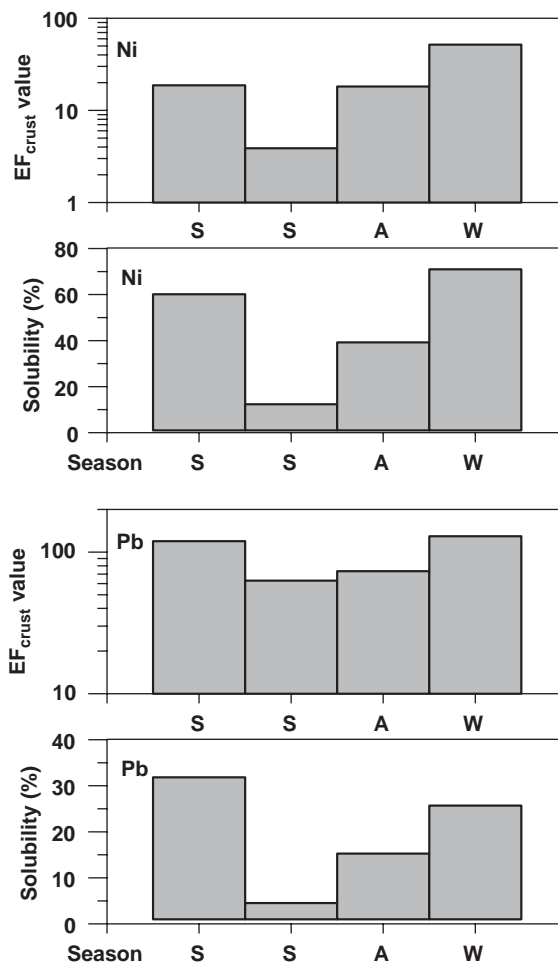 100
Ni
10
1
EFcrust value
S S A W
80
Ni
60
40
20
0
Solubility (%)
Season S S A W
Pb
100
10
EFcrust value
S S A W
40
Pb
30
20
10
0
Solubility (%)
Season S S A W